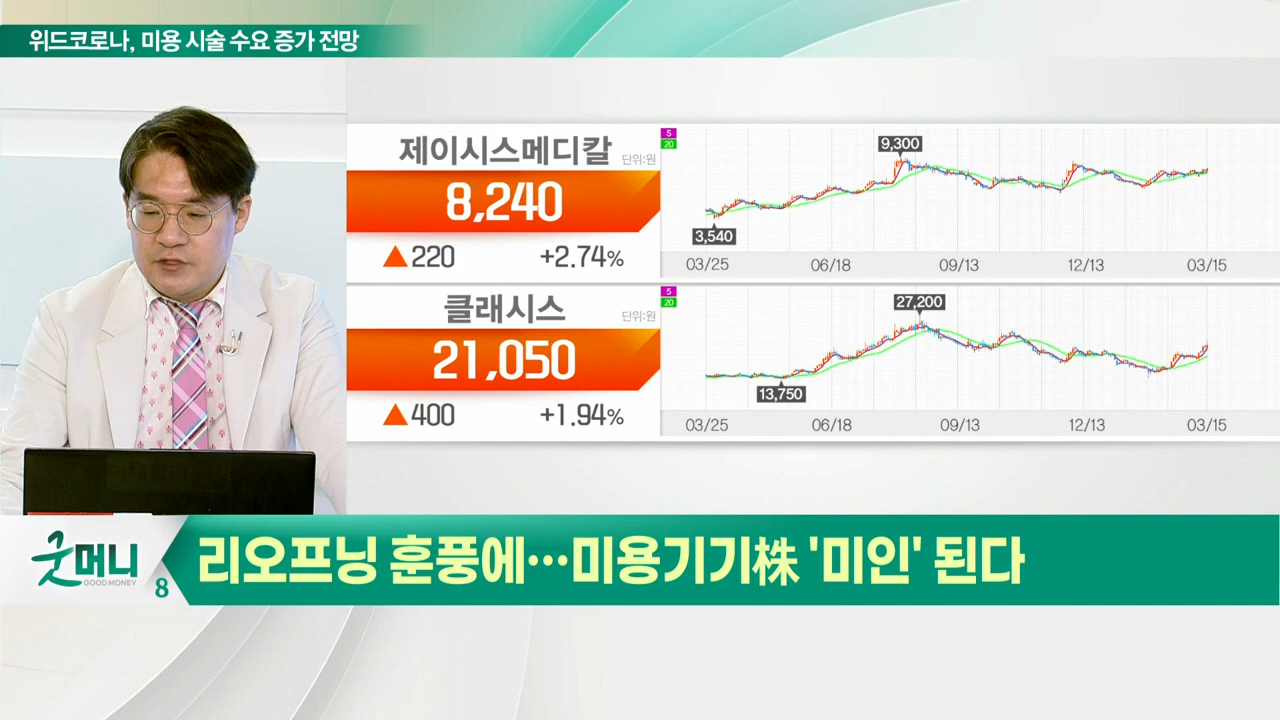 위드코로나, 미용 시술 수요 증가 전망
제이시스메디칼 단위:원
8,240
▲220 +2.74%
5
20
9,300
3,540
03/25 06/18 09/13 12/13 03/15
클래시스 단위:원
21,050
▲400 +1.94%
5
20
27,200
13,750
03/25 06/18 09/13 12/13 03/15
굿머니
GOOD MONEY
8
리오프닝 훈풍에…미용기기株 '미인' 된다